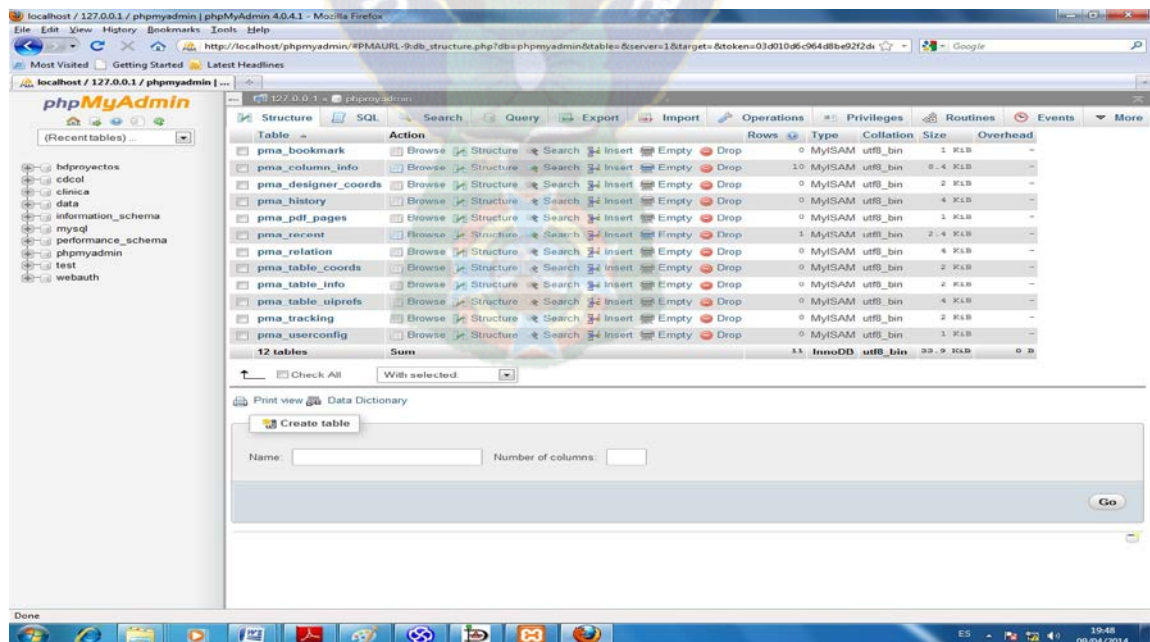 localhost / 127.0.0.1 / phpmyadmin | phpMyAdmin 4.0.4.1 - Mozilla Firefox
File Edit View History Bookmarks Tools Help
http://localhost/phpmyadmin/#PMAURL-9:db_structure.php?db=phpmyadmin&table=&server=1&target=&token=03d010d6c964d8be92f2d Google
Most Visited Getting Started Latest Headlines
localhost / 127.0.0.1 / phpmyadmin | ...
phpMyAdmin
(Recent tables) ...
bdproyectos
cdcol
clinica
data
information_schema
mysql
performance_schema
phpmyadmin
test
webauth
127.0.0.1 » phpmyadmin
Structure SQL Search Query Export Import Operations Privileges Routines Events More
Table Action Rows Type Collation Size Overhead
pma_bookmark Browse Structure Search Insert Empty Drop 0 MyISAM utf8_bin 1 KiB -
pma_column_info Browse Structure Search Insert Empty Drop 10 MyISAM utf8_bin 8.4 KiB -
pma_designer_coords Browse Structure Search Insert Empty Drop 0 MyISAM utf8_bin 2 KiB -
pma_history Browse Structure Search Insert Empty Drop 0 MyISAM utf8_bin 4 KiB -
pma_pdf_pages Browse Structure Search Insert Empty Drop 0 MyISAM utf8_bin 1 KiB -
pma_recent Browse Structure Search Insert Empty Drop 1 MyISAM utf8_bin 2.4 KiB -
pma_relation Browse Structure Search Insert Empty Drop 0 MyISAM utf8_bin 4 KiB -
pma_table_coords Browse Structure Search Insert Empty Drop 0 MyISAM utf8_bin 2 KiB -
pma_table_info Browse Structure Search Insert Empty Drop 0 MyISAM utf8_bin 2 KiB -
pma_table_uiprefs Browse Structure Search Insert Empty Drop 0 MyISAM utf8_bin 4 KiB -
pma_tracking Browse Structure Search Insert Empty Drop 0 MyISAM utf8_bin 2 KiB -
pma_userconfig Browse Structure Search Insert Empty Drop 0 MyISAM utf8_bin 1 KiB -
12 tables Sum 11 InnoDB utf8_bin 33.9 KiB 0 B
Check All With selected:
Print view Data Dictionary
Create table
Name: Number of columns:
Go
Done
ES 19:48
09/04/2014